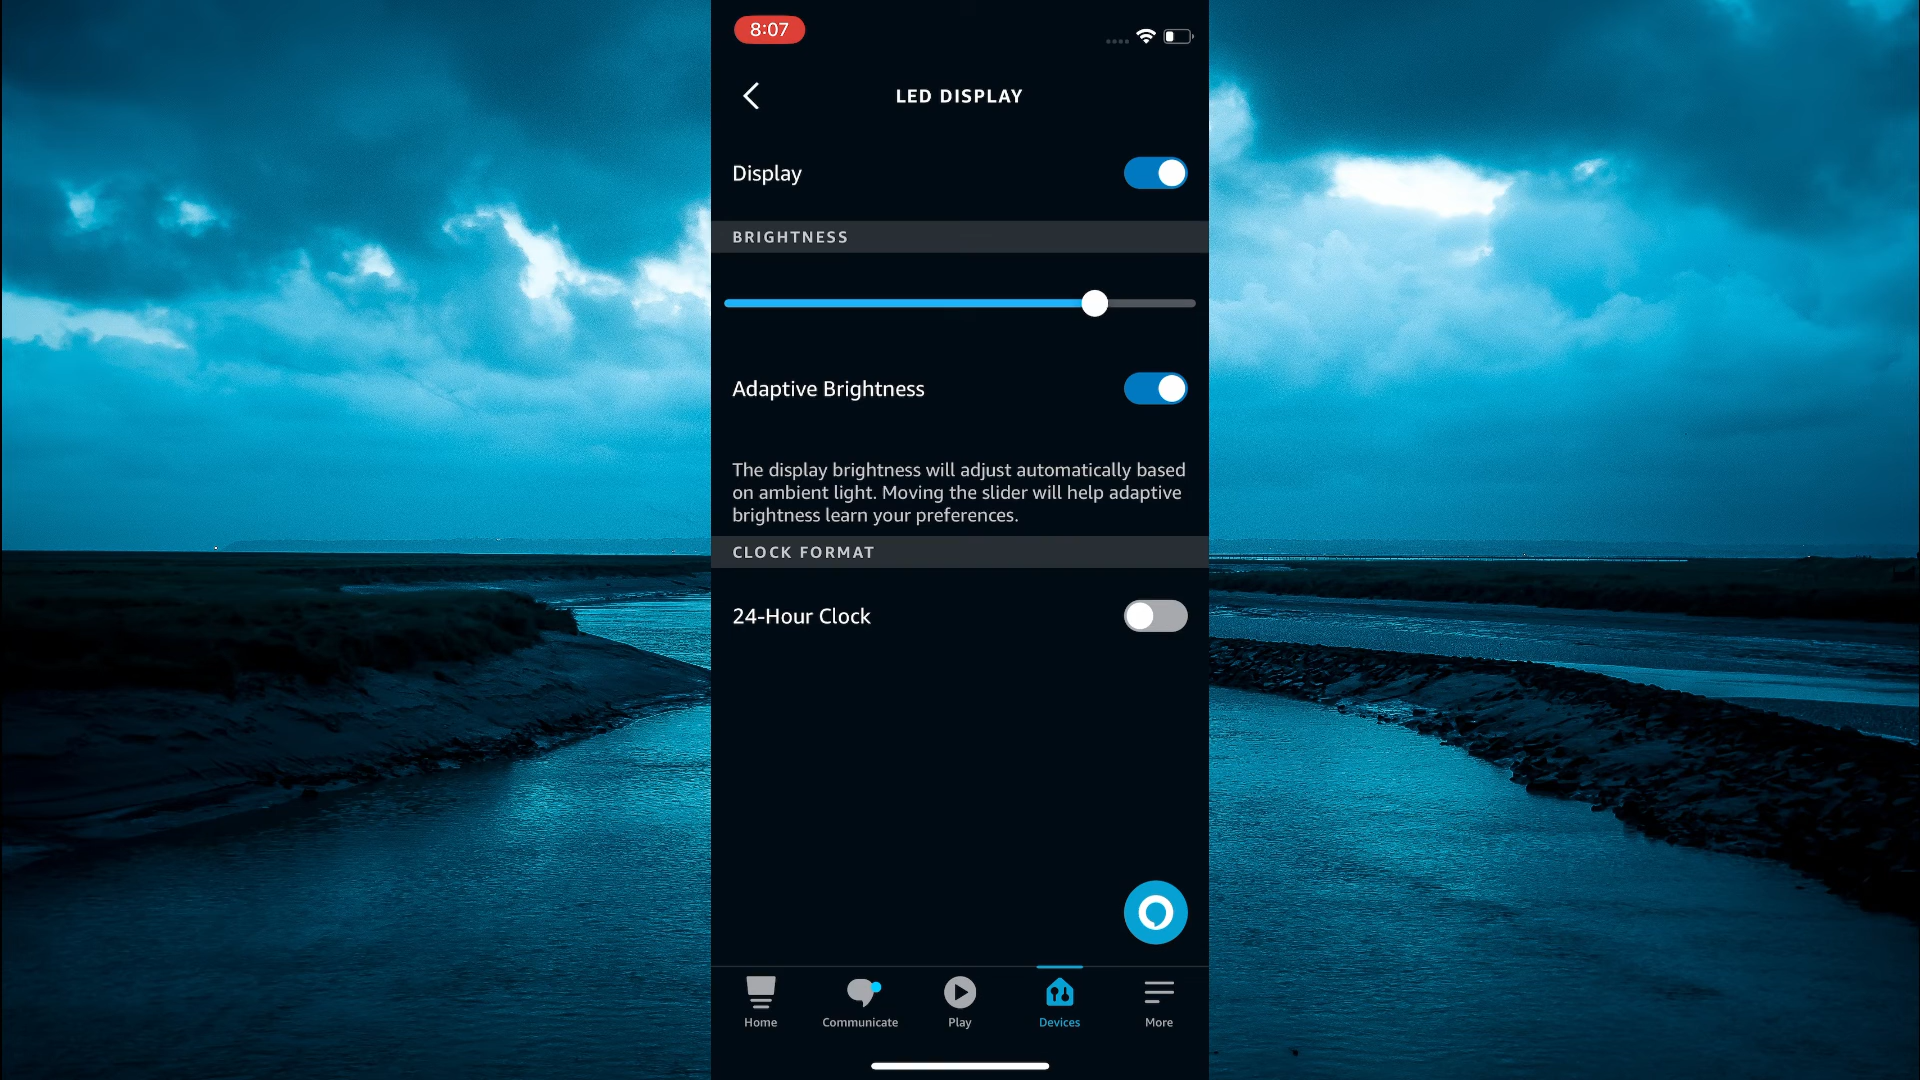 8:07
LED DISPLAY
Display
BRIGHTNESS
Adaptive Brightness
The display brightness will adjust automatically based
on ambient light. Moving the slider will help adaptive
brightness learn your preferences.
CLOCK FORMAT
24-Hour Clock
Home
Communicate
Play
Devices
More